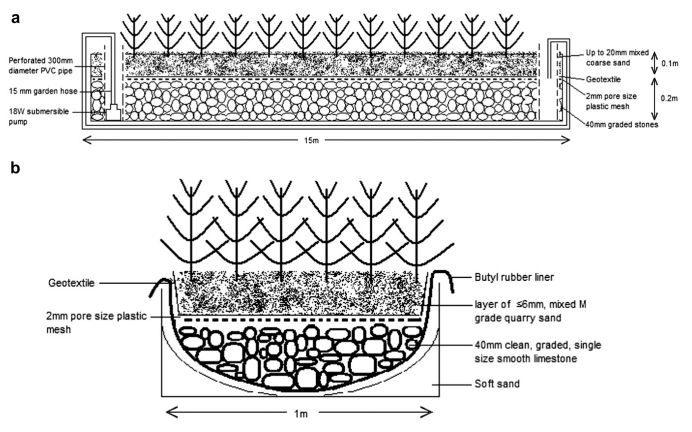 a
Perforated 300mm
diameter PVC pipe
15 mm garden hose
18W submersible
pump
Up to 20mm mixed
coarse sand
0.1m
Geotextile
2mm pore size
plastic mesh
0.2m
40mm graded stones
15m
b
Geotextile
2mm pore size plastic
mesh
Butyl rubber liner
layer of ≤6mm, mixed M
grade quarry sand
40mm clean, graded, single
size smooth limestone
Soft sand
1m